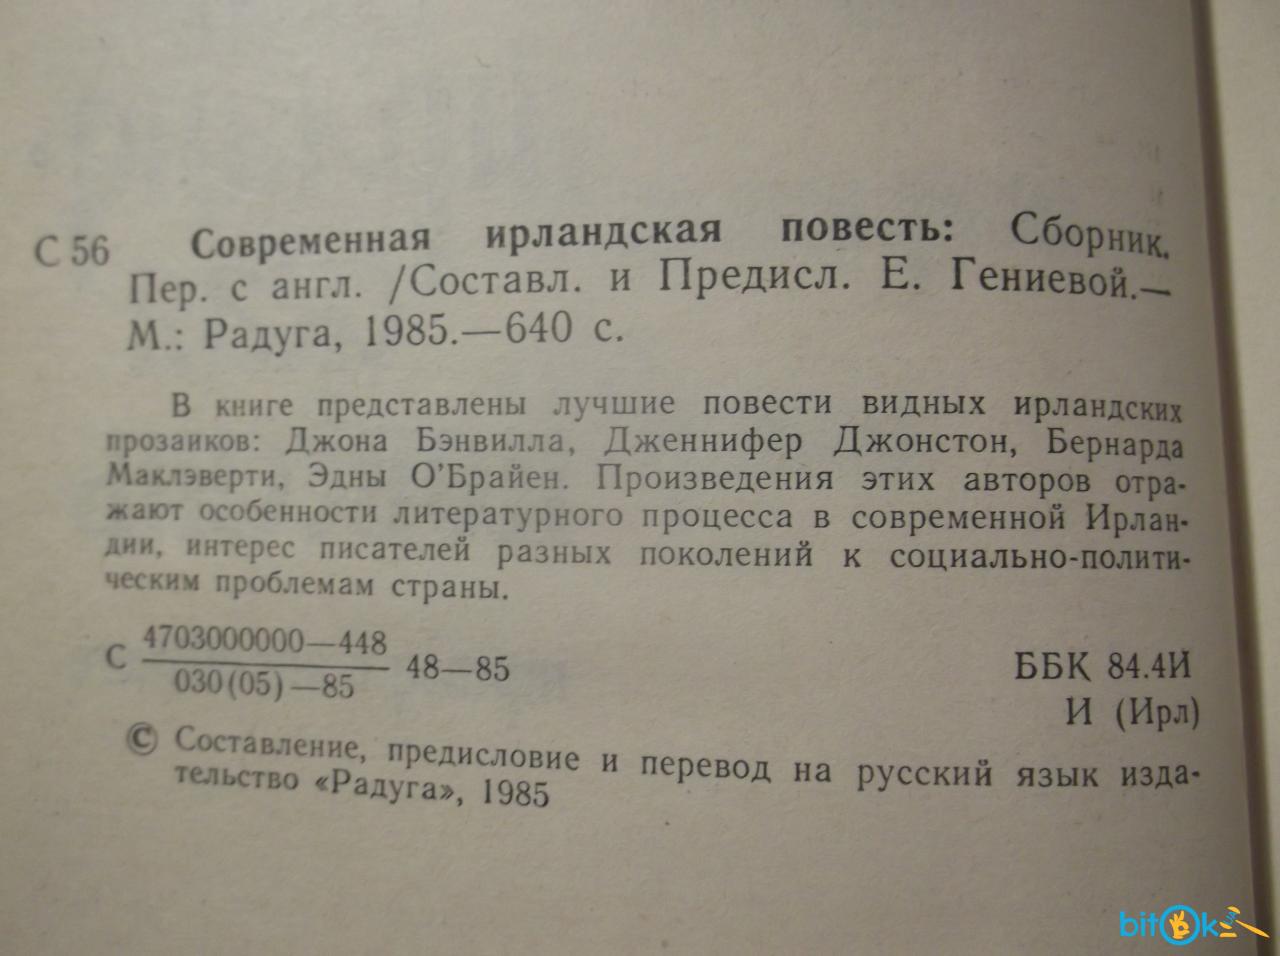 С 56 Современная ирландская повесть: Сборник.
Пер. с англ. /Составл. и Предисл. Е. Гениевой.—
М.: Радуга, 1985.—640 с.
В книге представлены лучшие повести видных ирландских
прозаиков: Джона Бэнвилла, Дженнифер Джонстон, Бернарда
Маклэверти, Эдны О'Брайен. Произведения этих авторов отра-
жают особенности литературного процесса в современной Ирлан-
дии, интерес писателей разных поколений к социально-полити-
ческим проблемам страны.
4703000000—448
С 48—85
030(05)—85
ББК 84.4И
И (Ирл)
© Составление, предисловие и перевод на русский язык изда-
тельство «Радуга», 1985
bitOk